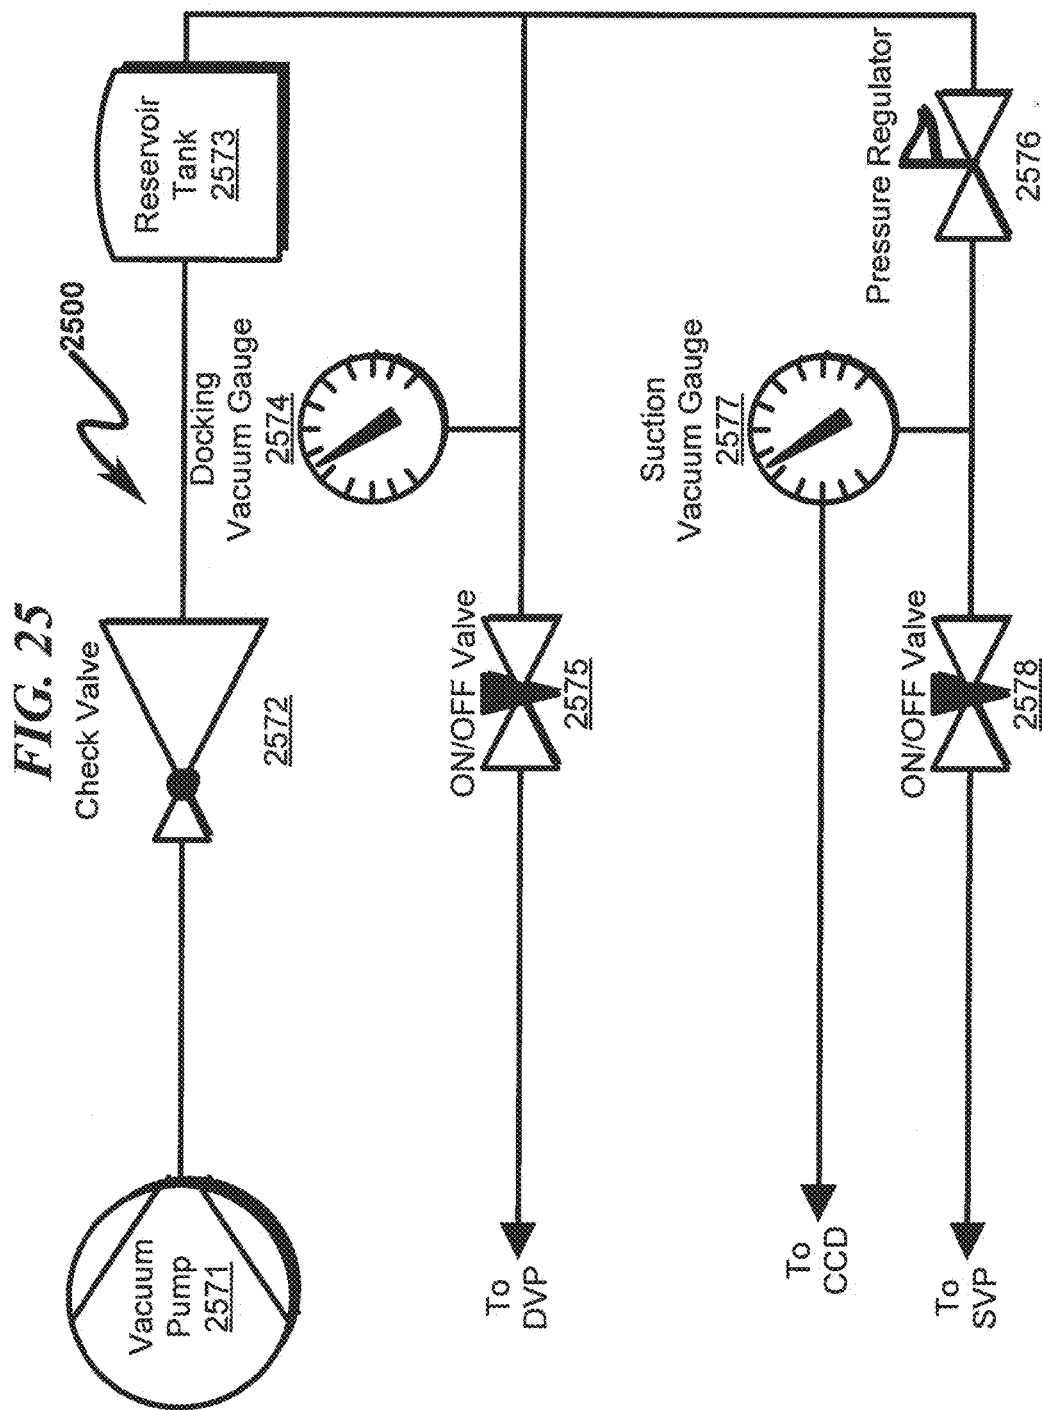 FIG. 25
2500
Vacuum
Pump
2571
Check Valve
2572
Reservoir
Tank
2573
Docking
Vacuum Gauge
2574
ON/OFF Valve
2575
To
DVP
Suction
Vacuum Gauge
2577
To
CCD
Pressure Regulator
2576
ON/OFF Valve
2578
To
SVP